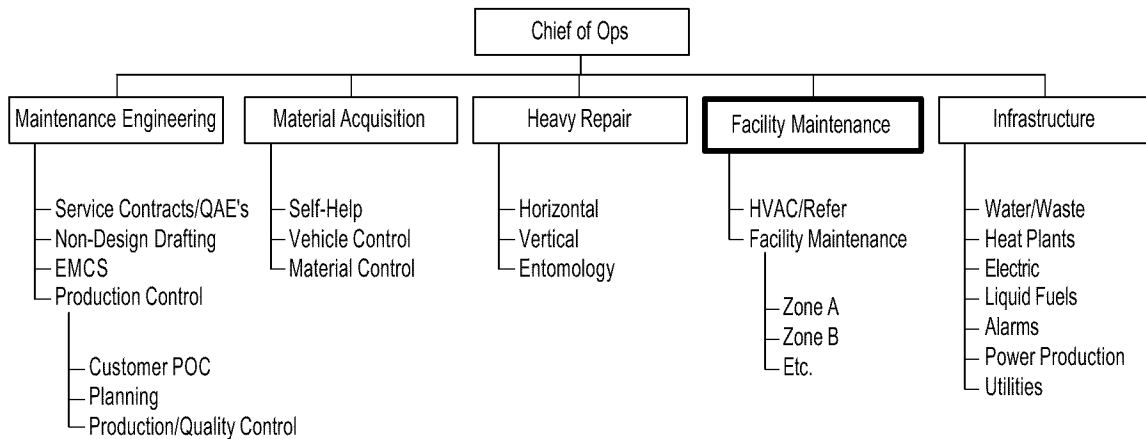 Chief of Ops
Maintenance Engineering
Material Acquisition
Heavy Repair
Facility Maintenance
Infrastructure
Service Contracts/QAE's
Non-Design Drafting
EMCS
Production Control
Customer POC
Planning
Production/Quality Control
Self-Help
Vehicle Control
Material Control
Horizontal
Vertical
Entomology
HVAC/Refer
Facility Maintenance
Zone A
Zone B
Etc.
Water/Waste
Heat Plants
Electric
Liquid Fuels
Alarms
Power Production
Utilities